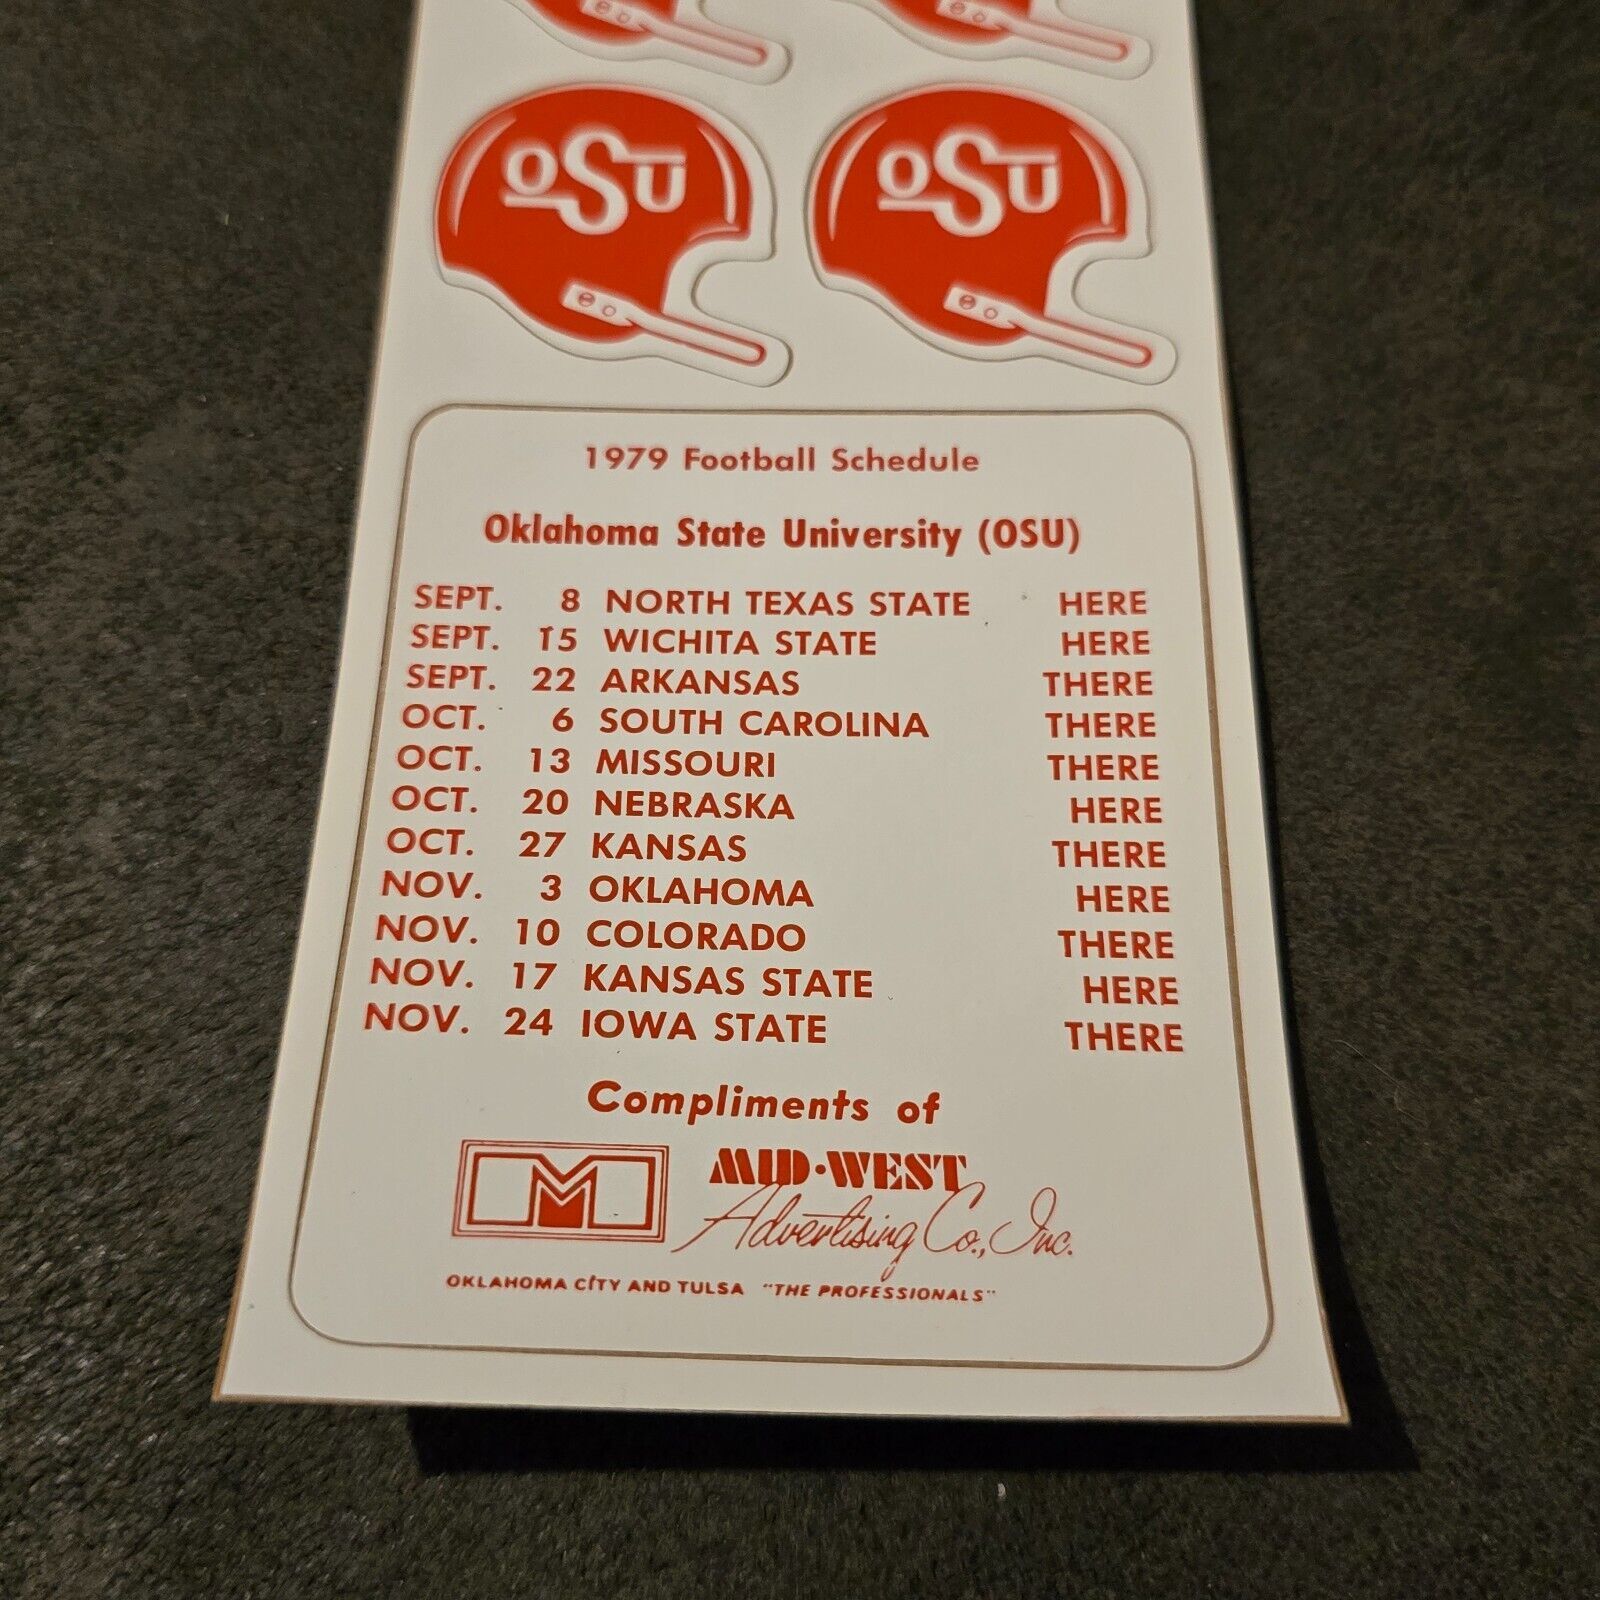 OSU OSU
1979 Football Schedule
Oklahoma State University (OSU)
SEPT. 8 NORTH TEXAS STATE HERE
SEPT. 15 WICHITA STATE HERE
SEPT. 22 ARKANSAS THERE
OCT. 6 SOUTH CAROLINA THERE
OCT. 13 MISSOURI THERE
OCT. 20 NEBRASKA HERE
OCT. 27 KANSAS THERE
NOV. 3 OKLAHOMA HERE
NOV. 10 COLORADO THERE
NOV. 17 KANSAS STATE HERE
NOV. 24 IOWA STATE THERE
Compliments of
M MID·WEST
Advertising Co., Inc.
OKLAHOMA CITY AND TULSA "THE PROFESSIONALS"